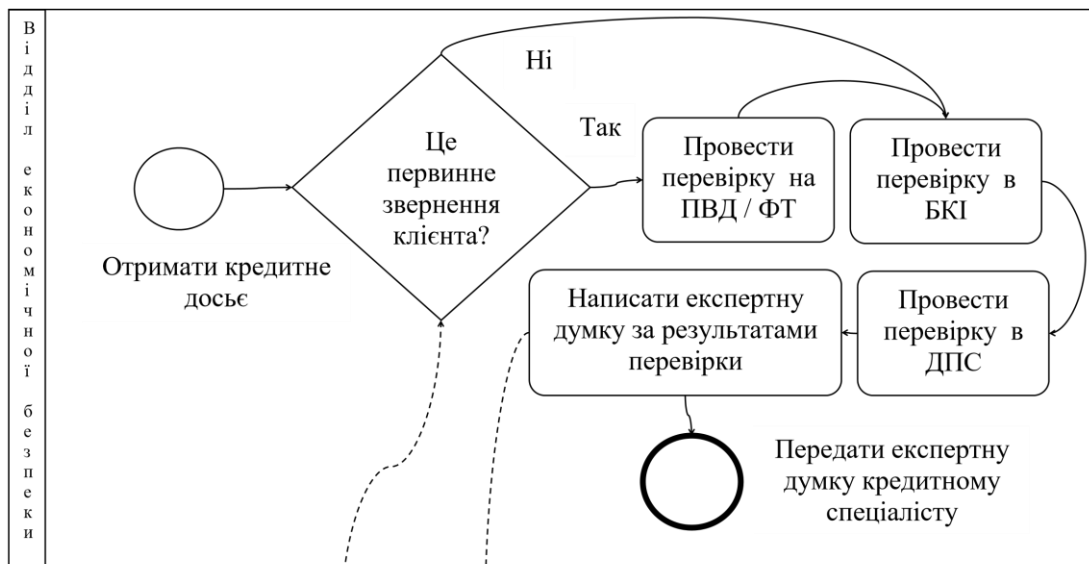 Відділ економічної безпеки
Ні
Так
Це
первинне
звернення
клієнта?
Провести
перевірку на
ПВД / ФТ
Провести
перевірку в
БКІ
Отримати кредитне
досьє
Написати експертну
думку за результатами
перевірки
Провести
перевірку в
ДПС
Передати експертну
думку кредитному
спеціалісту